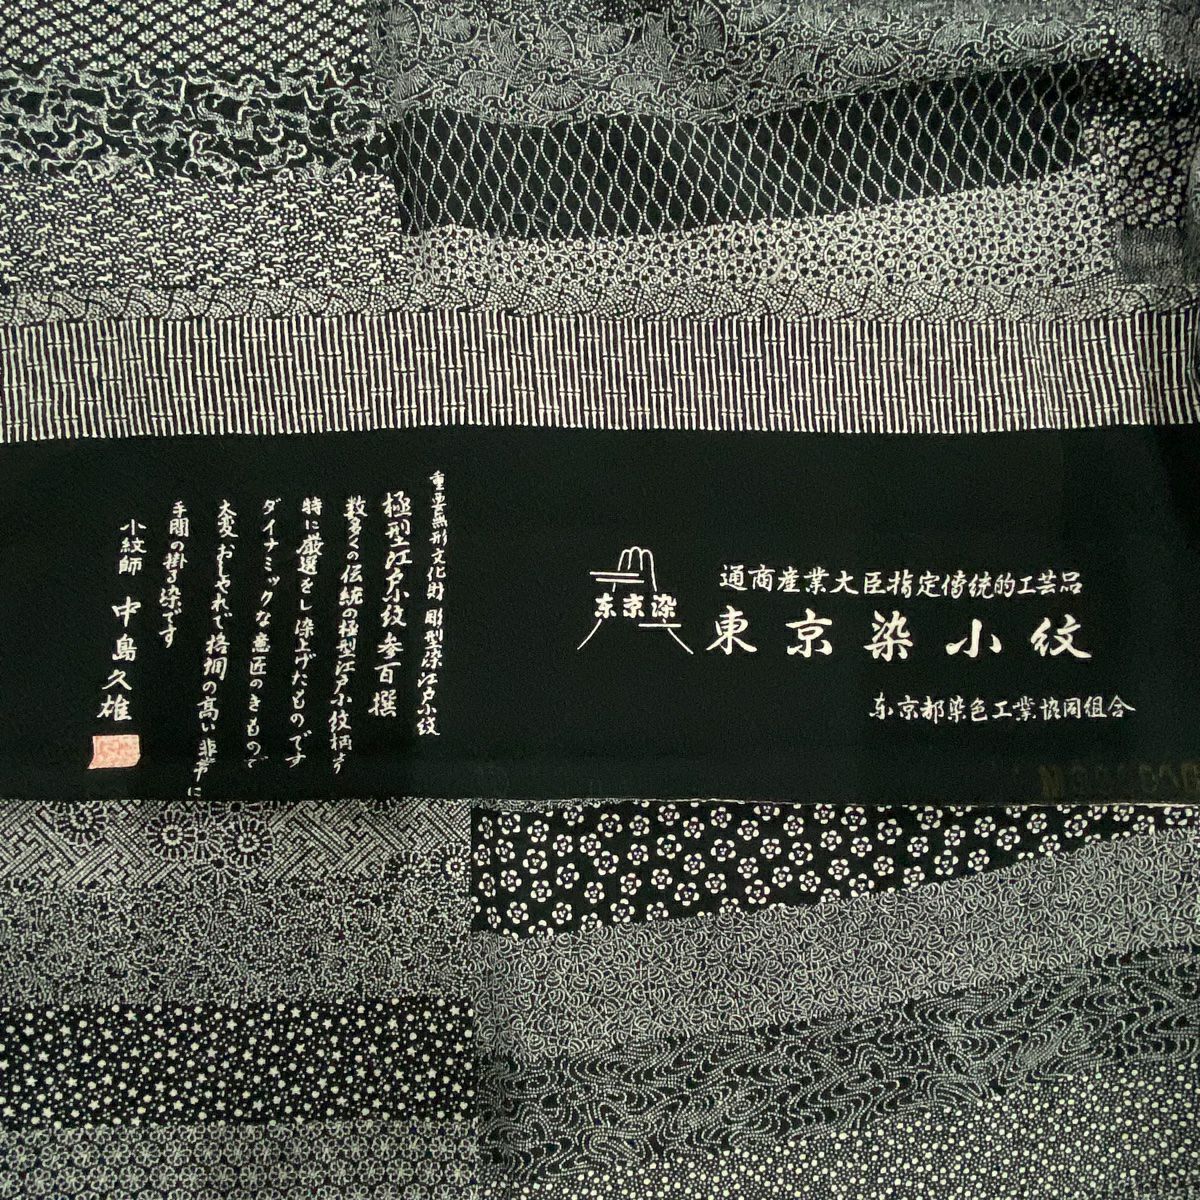 重要無形文化財 彫型染江戸小紋
極型江戸小紋参百撰
数多くの伝統の極型江戸小紋柄より
特に厳選をし染上げたものです
ダイナミックな意匠のきもので
大変おしゃれで格調の高い非常に
手間の掛る染です
小紋師 中島久雄
东京染
通商産業大臣指定傳統的工芸品
東京染小紋
东京都染色工業協同組合